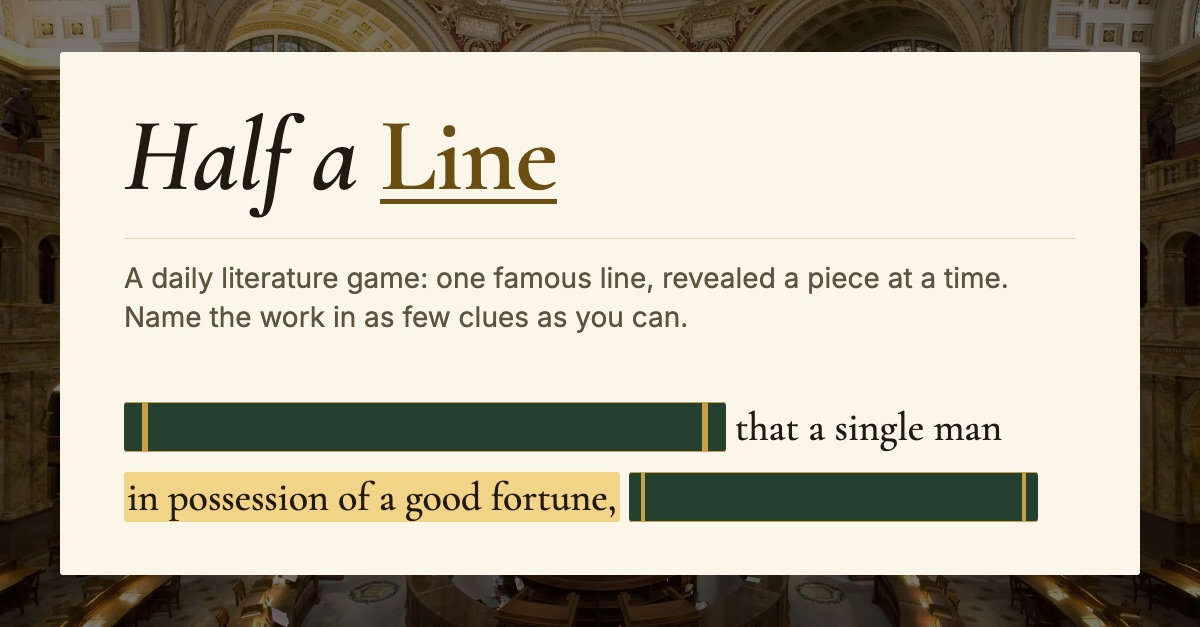 Half a Line
A daily literature game: one famous line, revealed a piece at a time.
Name the work in as few clues as you can.
that a single man
in possession of a good fortune,